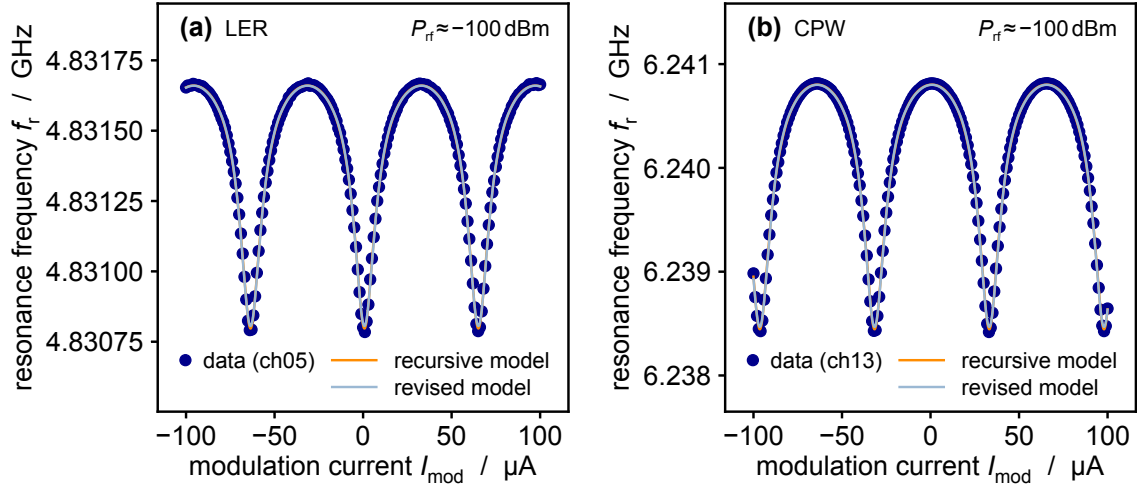 (a) LER P_rf ≈ −100 dBm
resonance frequency f_r / GHz
4.83175
4.83150
4.83125
4.83100
4.83075
data (ch05) recursive model
revised model
−100 −50 0 50 100
modulation current I_mod / μA
(b) CPW P_rf ≈ −100 dBm
resonance frequency f_r / GHz
6.241
6.240
6.239
6.238
data (ch13) recursive model
revised model
−100 −50 0 50 100
modulation current I_mod / μA